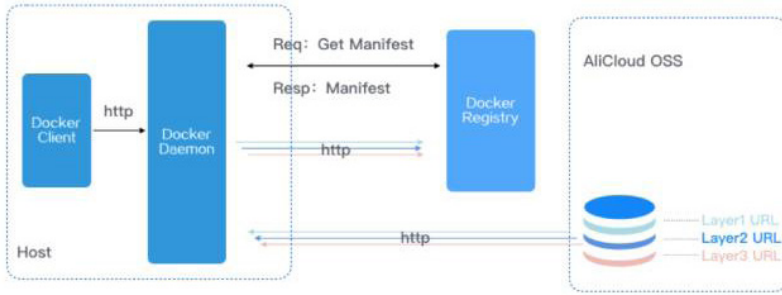 Req：Get Manifest
AliCloud OSS
Resp：Manifest
http
Docker
Client
Docker
Daemon
Docker
Registry
http
http
Layer1 URL
Layer2 URL
Layer3 URL
Host